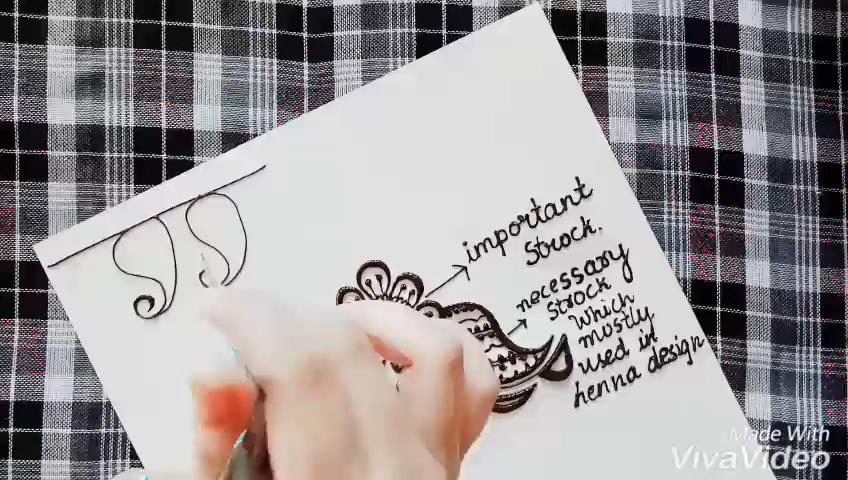 important
Strock.
necessary
strock
Which
mostly
used in
henna design
Made With
VivaVideo